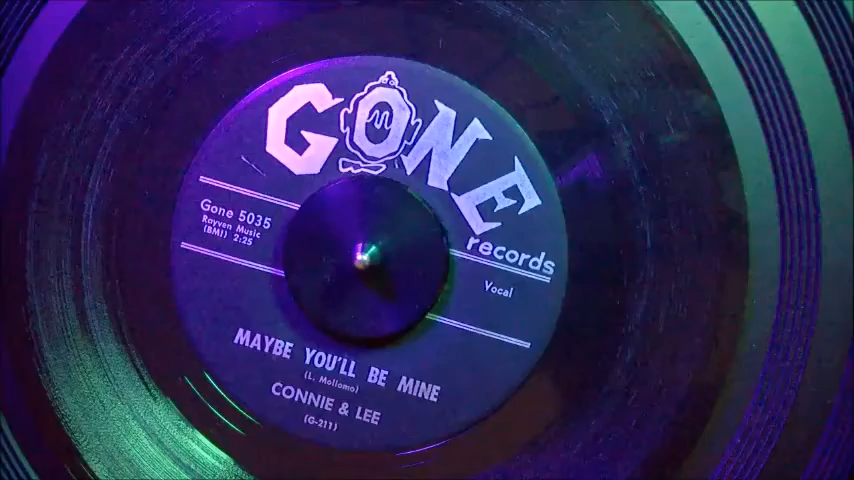 GONE
records
Gone 5035
Rayven Music
(BMI) 2:25
Vocal
MAYBE YOU'LL BE MINE
(L. Mollomo)
CONNIE & LEE
(G-211)